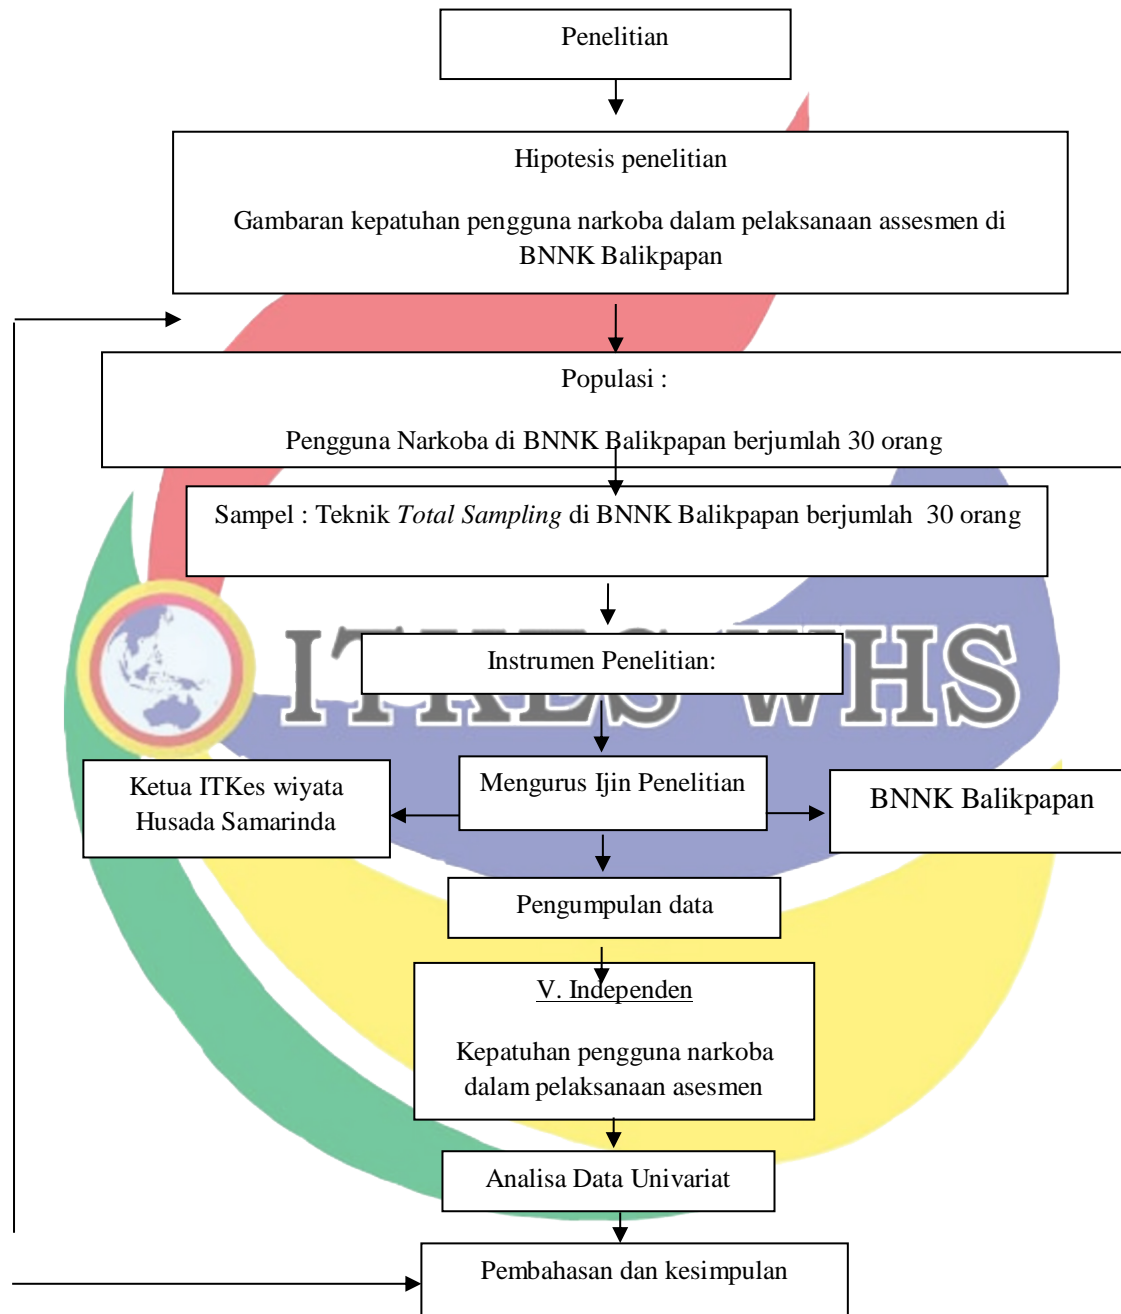 Penelitian
Hipotesis penelitian
Gambaran kepatuhan pengguna narkoba dalam pelaksanaan assesmen di
BNNK Balikpapan
Populasi :
Pengguna Narkoba di BNNK Balikpapan berjumlah 30 orang
Sampel : Teknik Total Sampling di BNNK Balikpapan berjumlah 30 orang
ITKES WHS
Instrumen Penelitian:
Ketua ITKes wiyata
Husada Samarinda
Mengurus Ijin Penelitian
BNNK Balikpapan
Pengumpulan data
V. Independen
Kepatuhan pengguna narkoba
dalam pelaksanaan asesmen
Analisa Data Univariat
Pembahasan dan kesimpulan